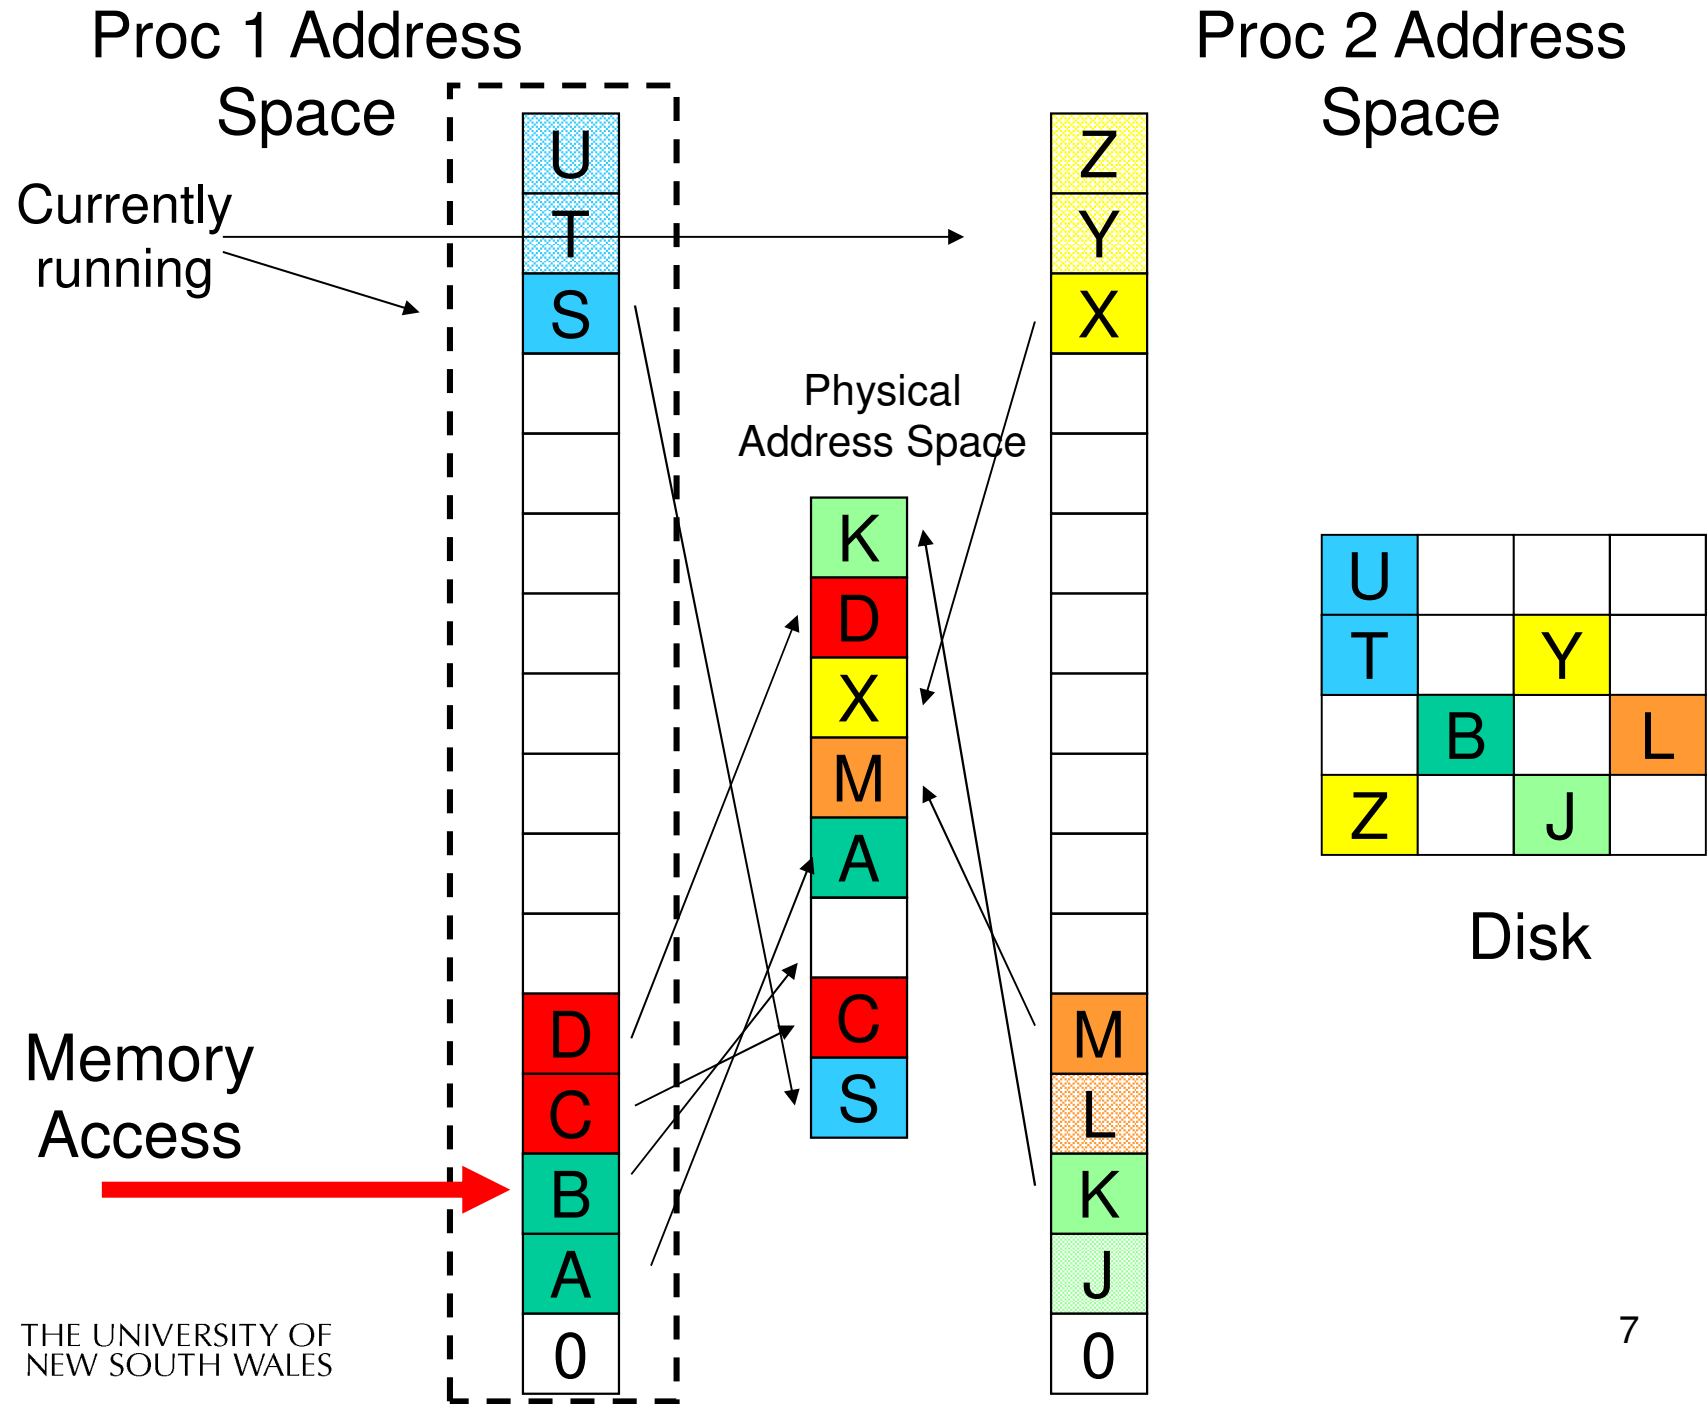 Proc 1 Address
Space
Proc 2 Address
Space
Currently
running
U
T
S
D
C
B
A
0
Physical
Address Space
K
D
X
M
A
C
S
Z
Y
X
M
L
K
J
0
U
T Y
B L
Z J
Disk
Memory
Access
THE UNIVERSITY OF
NEW SOUTH WALES
7